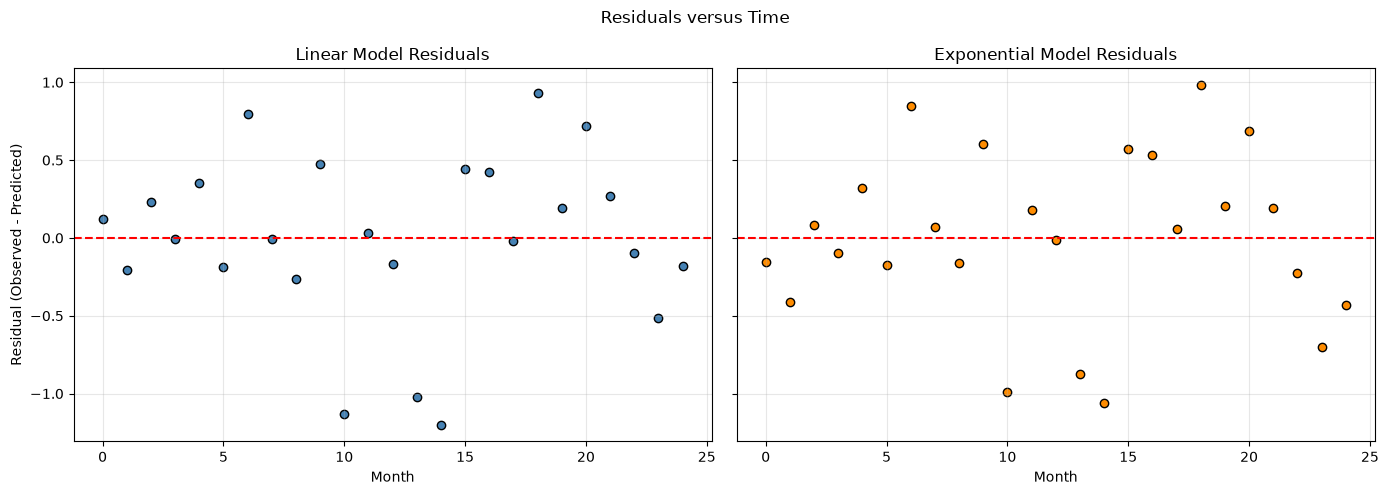 Residuals versus Time
Linear Model Residuals
Residual (Observed - Predicted)
1.0
0.5
0.0
−0.5
−1.0
0 5 10 15 20 25
Month
Exponential Model Residuals
0 5 10 15 20 25
Month